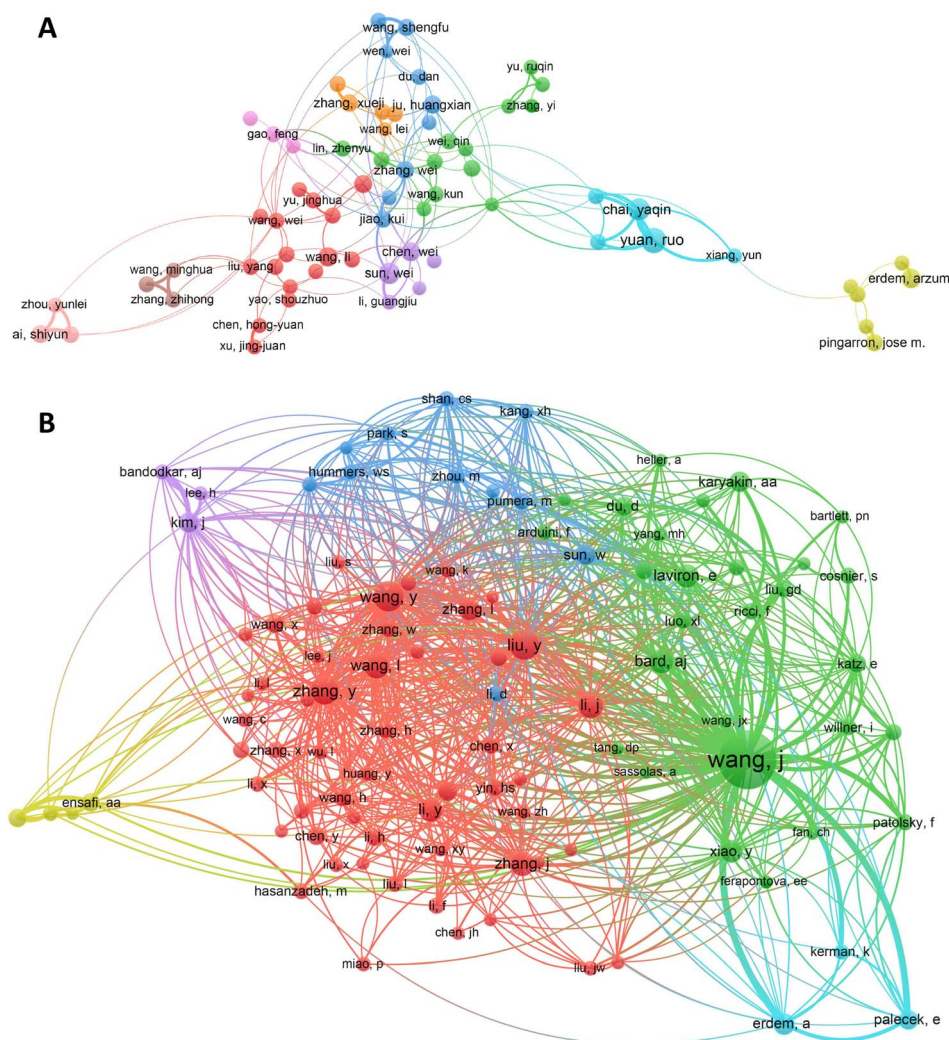 A
wang, shengfu
wen, wei
du, dan
yu, ruqin
zhang, xueji
ju, huangxian
zhang, yi
gao, feng
wang, lei
lin, zhenyu
wei, qin
zhang, wei
yu, jinghua
wang, kun
wang, wei
jiao, kui
chai, yaqin
yuan, ruo
chen, wei
wang, li
xiang, yun
wang, minghua
liu, yang
sun, wei
erdem, arzum
zhang, zhihong
yao, shouzhuo
li, guangjiu
zhou, yunlei
chen, hong-yuan
ai, shiyun
xu, jing-juan
pingarron, jose m.
B
shan, cs
kang, xh
park, s
heller, a
bandodkar, aj
hummers, ws
zhou, m
karyakin, aa
lee, h
pumera, m
du, d
kim, j
bartlett, pn
arduini, f
yang, mh
sun, w
liu, s
wang, k
laviron, e
cosnier, s
wang, y
liu, gd
zhang, l
ricci, f
wang, x
zhang, w
luo, xl
liu, y
lee, j
wang, l
bard, aj
katz, e
li, l
zhang, y
li, d
li, j
wang, c
wang, jx
willner, i
zhang, h
zhang, x
wu, l
chen, x
tang, dp
wang, j
huang, y
sassolas, a
li, x
yin, hs
wang, h
ensafi, aa
li, y
wang, zh
patolsky, f
chen, y
li, h
fan, ch
wang, xy
xiao, y
liu, x
zhang, j
hasanzadeh, m
liu, l
ferapontova, ee
li, f
chen, jh
kerman, k
miao, p
liu, jw
erdem, a
palecek, e